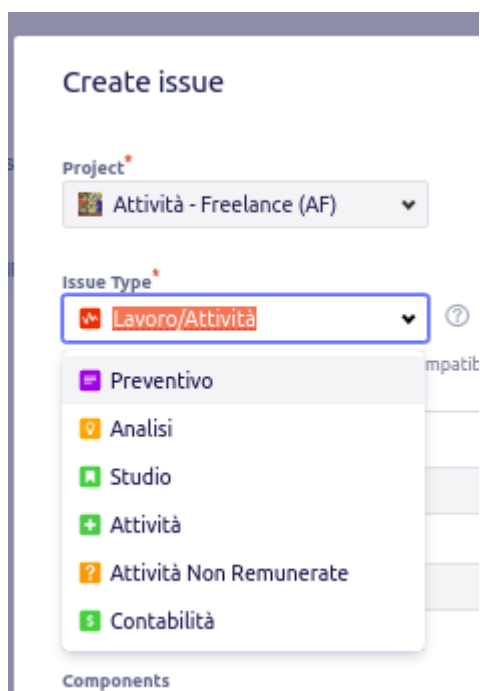 Create issue
Project*
Attività - Freelance (AF)
Issue Type*
Lavoro/Attività
Preventivo
Analisi
Studio
Attività
Attività Non Remunerate
Contabilità
Components